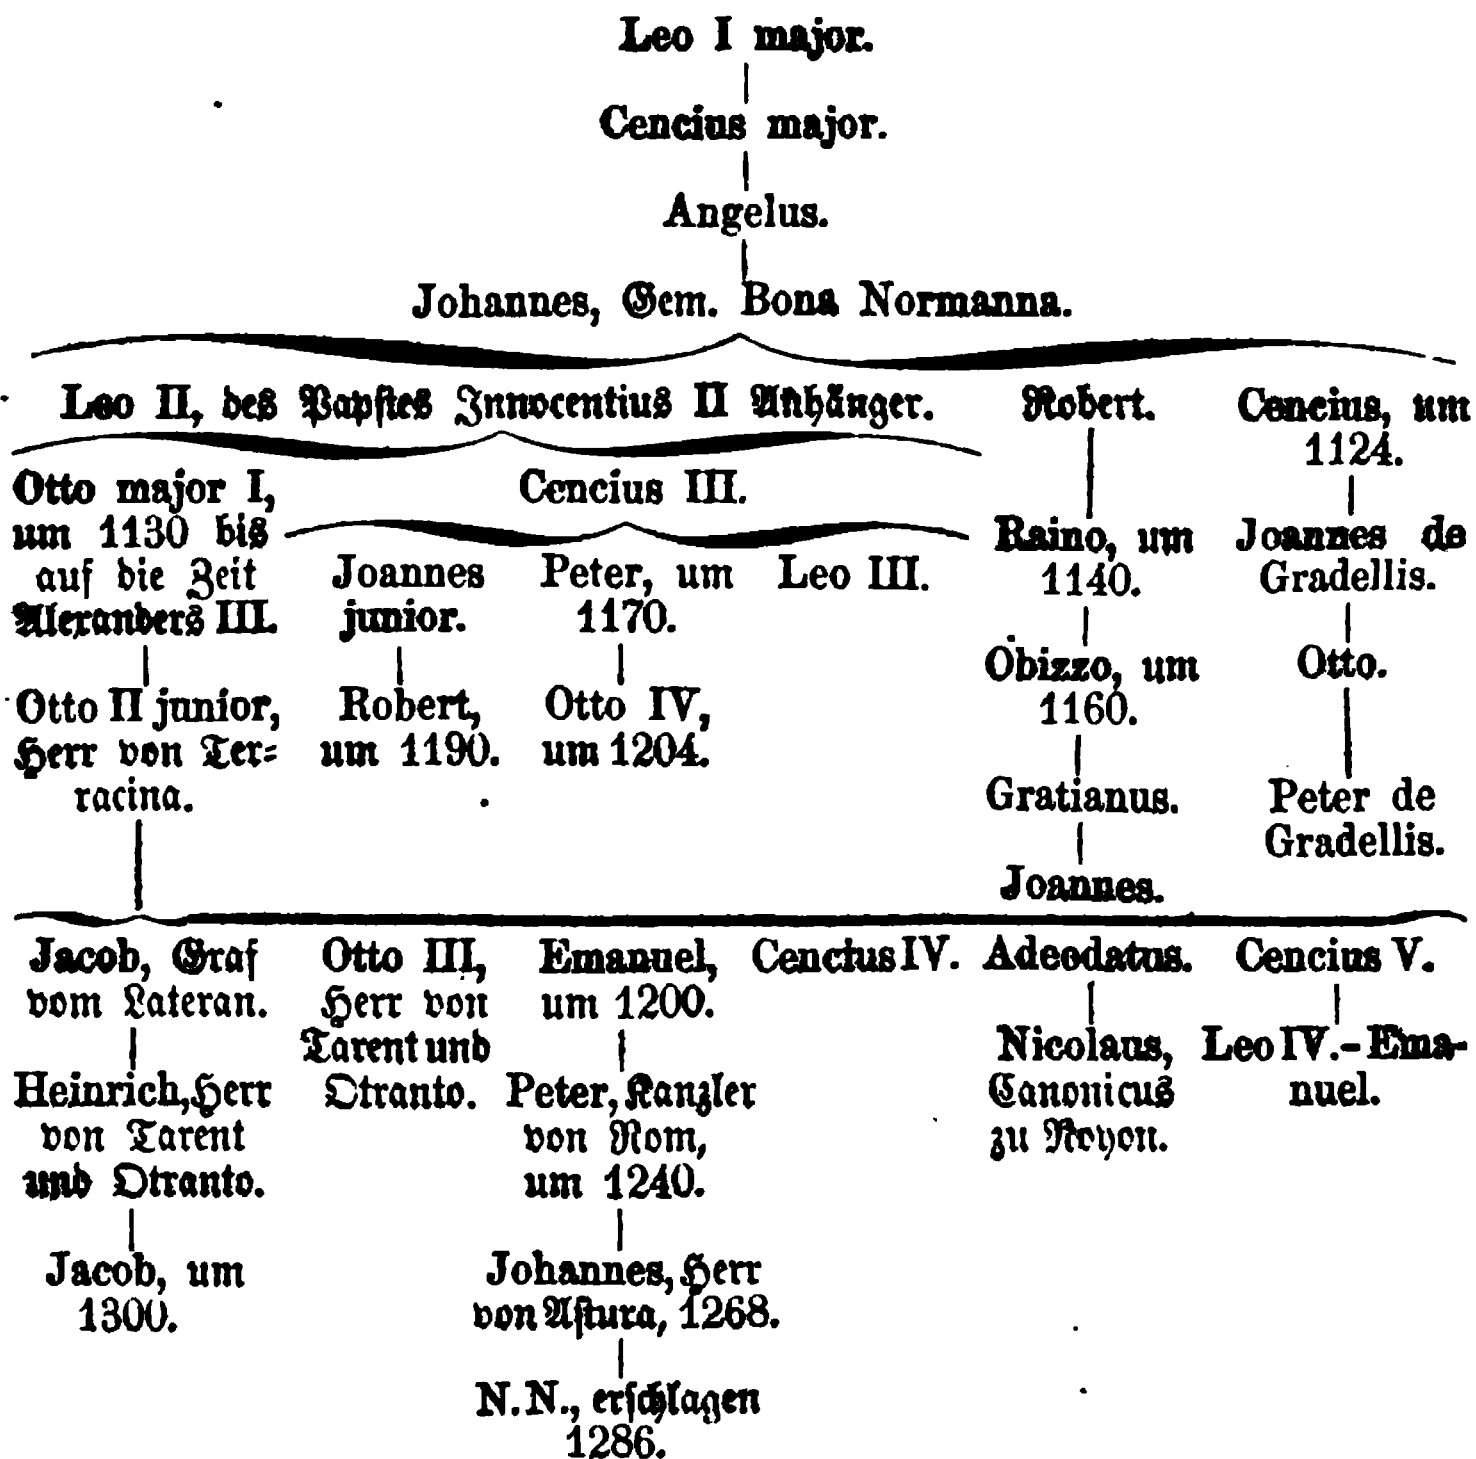 Leo I major.
Cencius major.
Angelus.
Johannes, Gem. Bona Normanna.
Leo II, des Papstes Innocentius II Anhänger.
Robert.
Cencius, um
1124.
Otto major I,
um 1130 bis
auf die Zeit
Alexanders III.
Cencius III.
Joannes
junior.
Peter, um
1170.
Leo III.
Raino, um
1140.
Joannes de
Gradellis.
Otto II junior,
Herr von Ter=
racina.
Robert,
um 1190.
Otto IV,
um 1204.
Obizzo, um
1160.
Otto.
Gratianus.
Peter de
Gradellis.
Joannes.
Jacob, Graf
vom Lateran.
Otto III,
Herr von
Tarent und
Otranto.
Emanuel,
um 1200.
Cencius IV.
Adeodatus.
Cencius V.
Heinrich, Herr
von Tarent
und Otranto.
Peter, Kanzler
von Rom,
um 1240.
Nicolaus,
Canonicus
zu Noyon.
Leo IV.- Ema-
nuel.
Jacob, um
1300.
Johannes, Herr
von Astura, 1268.
N. N., erschlagen
1286.